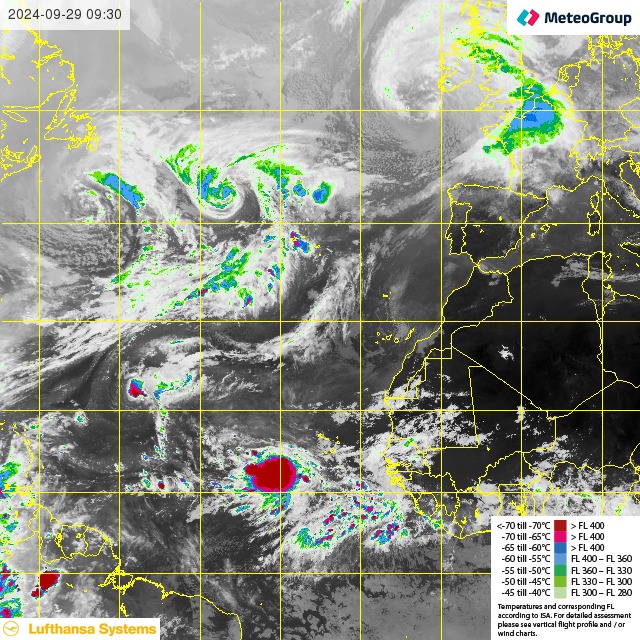 2024-09-29 09:30
MeteoGroup
<-70 till -70°C > FL 400
-70 till -65°C > FL 400
-65 till -60°C > FL 400
-60 till -55°C FL 400 – FL 360
-55 till -50°C FL 360 – FL 330
-50 till -45°C FL 330 – FL 300
-45 till -40°C FL 300 – FL 280
Temperatures and corresponding FL
according to ISA. For detailed assessment
please see vertical flight profile and / or
wind charts.
Lufthansa Systems